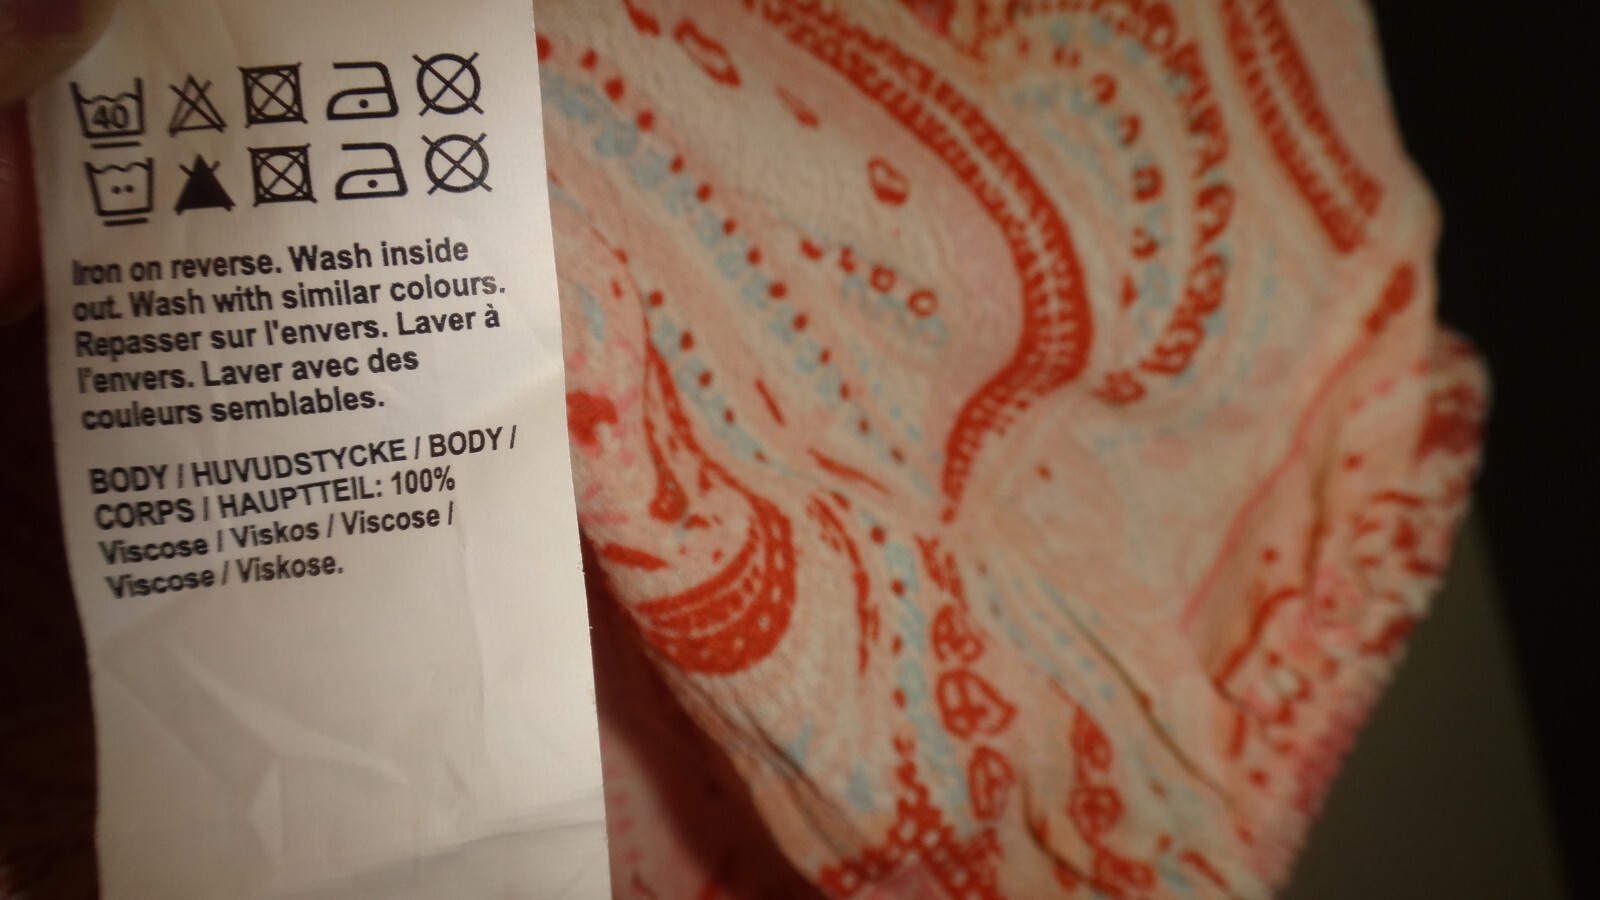 40
Iron on reverse. Wash inside
out. Wash with similar colours.
Repasser sur l'envers. Laver à
l'envers. Laver avec des
couleurs semblables.
BODY / HUVUDSTYCKE / BODY /
CORPS / HAUPTTEIL: 100%
Viscose / Viskos / Viscose /
Viscose / Viskose.